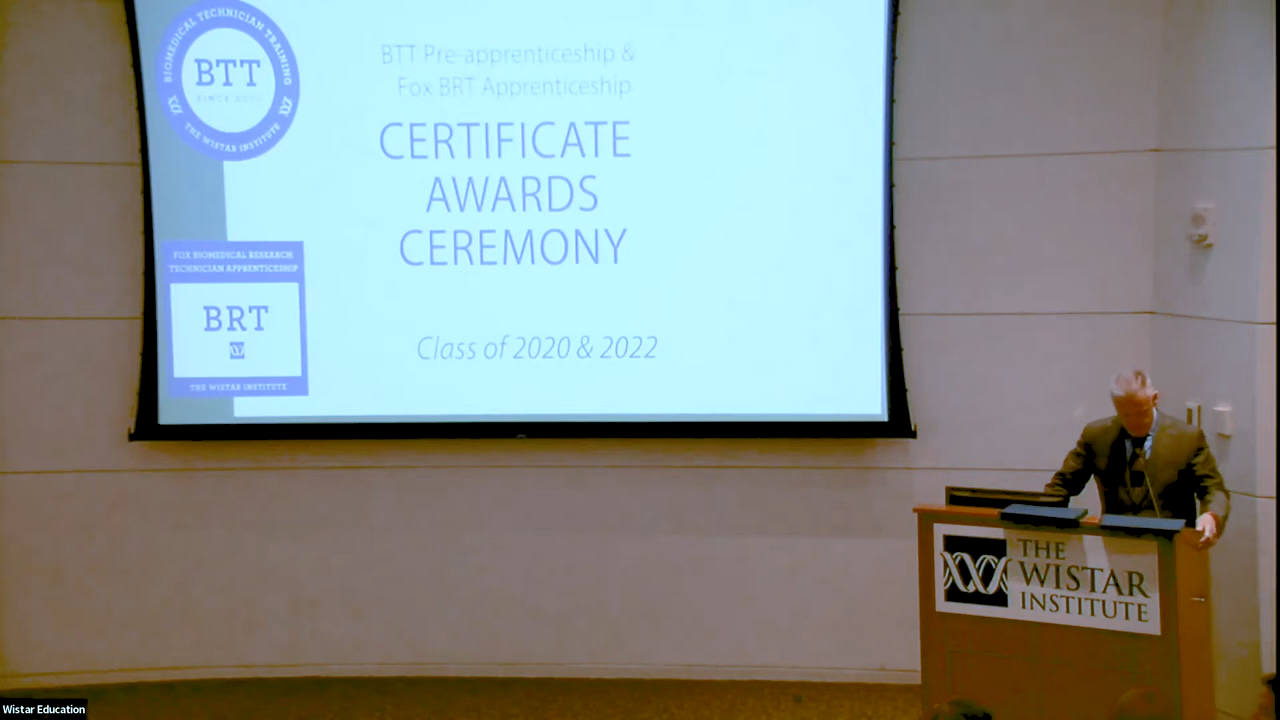 BIOMEDICAL TECHNICIAN TRAINING
BTT
SINCE 2000
THE WISTAR INSTITUTE
BTT Pre-apprenticeship &
Fox BRT Apprenticeship
CERTIFICATE
AWARDS
CEREMONY
FOX BIOMEDICAL RESEARCH
TECHNICIAN APPRENTICESHIP
BRT
THE WISTAR INSTITUTE
Class of 2020 & 2022
THE
WISTAR
INSTITUTE
Wistar Education